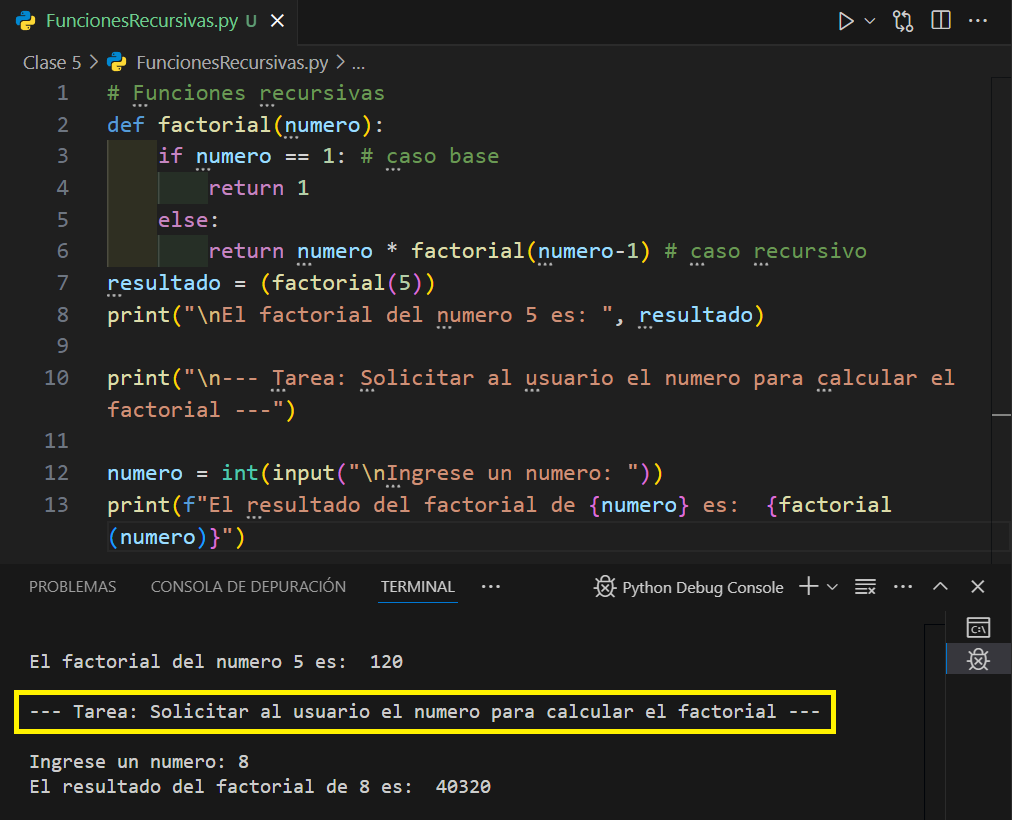 FuncionesRecursivas.py U
Clase 5 > FuncionesRecursivas.py > ...
1 # Funciones recursivas
2 def factorial(numero):
3     if numero == 1: # caso base
4         return 1
5     else:
6         return numero * factorial(numero-1) # caso recursivo
7 resultado = (factorial(5))
8 print("\nEl factorial del numero 5 es: ", resultado)
9
10 print("\n--- Tarea: Solicitar al usuario el numero para calcular el
factorial ---")
11
12 numero = int(input("\nIngrese un numero: "))
13 print(f"El resultado del factorial de {numero} es:  {factorial
(numero)}")
PROBLEMAS CONSOLA DE DEPURACIÓN TERMINAL ··· Python Debug Console
El factorial del numero 5 es:  120
--- Tarea: Solicitar al usuario el numero para calcular el factorial ---
Ingrese un numero: 8
El resultado del factorial de 8 es:  40320